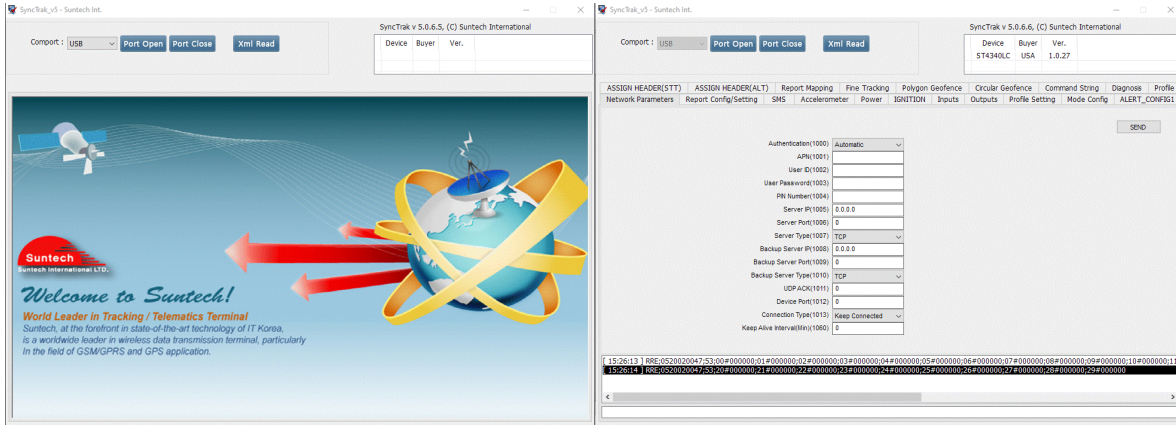 SyncTrak_v5 - Suntech Int.
SyncTrak v 5.0.6.5, (C) Suntech International
Comport : USB Port Open Port Close Xml Read
Device Buyer Ver.
Suntech
Suntech International LTD.
Welcome to Suntech!
World Leader in Tracking / Telematics Terminal
Suntech, at the forefront in state-of-the-art technology of IT Korea,
is a worldwide leader in wireless data transmission terminal, particularly
In the field of GSM/GPRS and GPS application.
SyncTrak_v5 - Suntech Int.
SyncTrak v 5.0.6.6, (C) Suntech International
Comport : USB Port Open Port Close Xml Read
Device Buyer Ver.
ST4340LC USA 1.0.27
ASSIGN HEADER(STT) ASSIGN HEADER(ALT) Report Mapping Fine Tracking Polygon Geofence Circular Geofence Command String Diagnosis Profile
Network Parameters Report Config/Setting SMS Accelerometer Power IGNITION Inputs Outputs Profile Setting Mode Config ALERT_CONFIG1
SEND
Authentication(1000) Automatic
APN(1001)
User ID(1002)
User Password(1003)
PIN Number(1004)
Server IP(1005) 0.0.0.0
Server Port(1006) 0
Server Type(1007) TCP
Backup Server IP(1008) 0.0.0.0
Backup Server Port(1009) 0
Backup Server Type(1010) TCP
UDP ACK(1011) 0
Device Port(1012) 0
Connection Type(1013) Keep Connected
Keep Alive Interval(Min)(1060) 0
[ 15:26:13 ] RRE;0520020047;53;00#000000;01#000000;02#000000;03#000000;04#000000;05#000000;06#000000;07#000000;08#000000;09#000000;10#000000;11
[ 15:26:14 ] RRE;0520020047;53;20#000000;21#000000;22#000000;23#000000;24#000000;25#000000;26#000000;27#000000;28#000000;29#000000